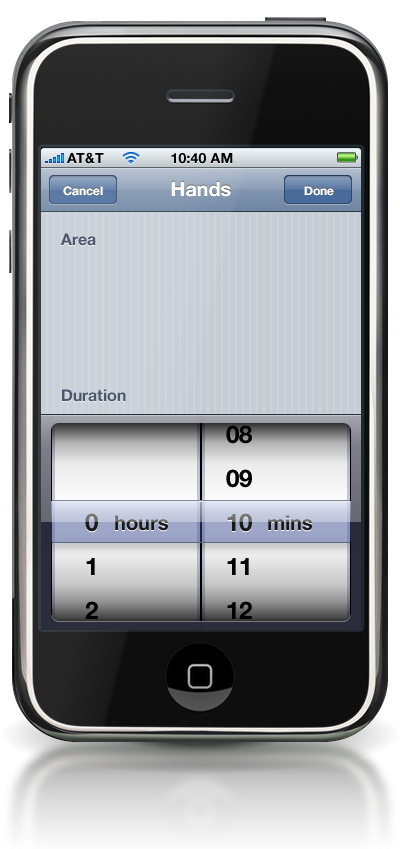 AT&T 10:40 AM
Cancel Hands Done
Area
Duration
08
09
0 hours 10 mins
1 11
2 12